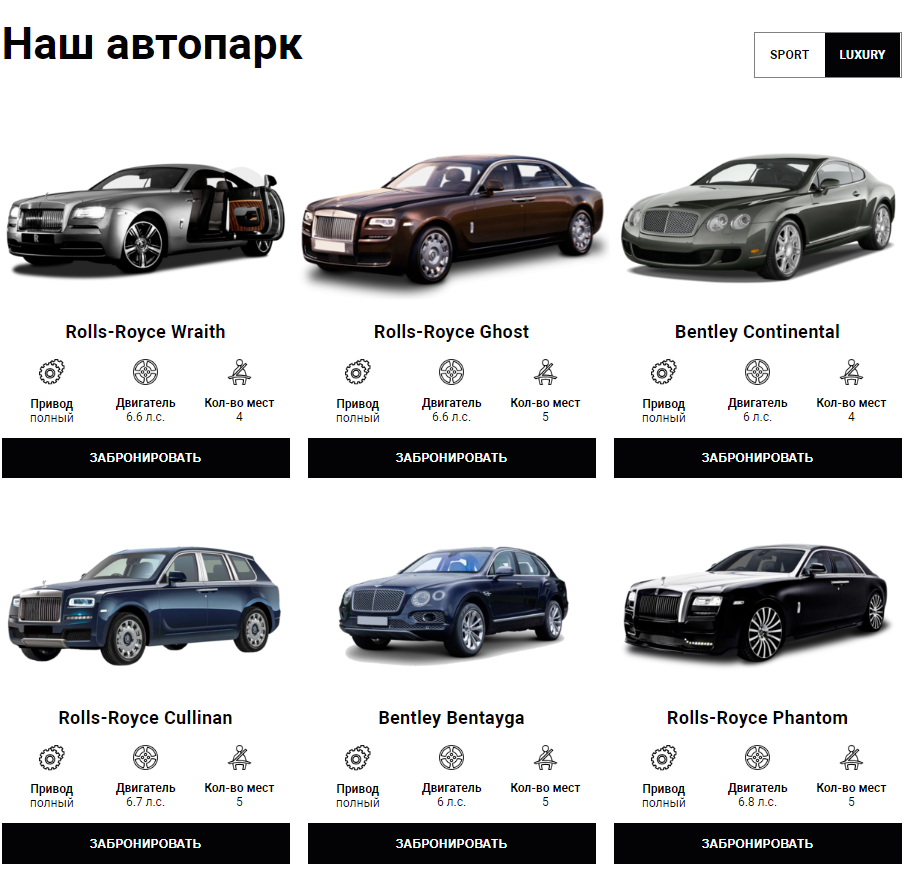 Наш автопарк
SPORT LUXURY
Rolls-Royce Wraith
Привод
полный
Двигатель
6.6 л.с.
Кол-во мест
4
ЗАБРОНИРОВАТЬ
Rolls-Royce Ghost
Привод
полный
Двигатель
6.6 л.с.
Кол-во мест
5
ЗАБРОНИРОВАТЬ
Bentley Continental
Привод
полный
Двигатель
6 л.с.
Кол-во мест
4
ЗАБРОНИРОВАТЬ
Rolls-Royce Cullinan
Привод
полный
Двигатель
6.7 л.с.
Кол-во мест
5
ЗАБРОНИРОВАТЬ
Bentley Bentayga
Привод
полный
Двигатель
6 л.с.
Кол-во мест
5
ЗАБРОНИРОВАТЬ
Rolls-Royce Phantom
Привод
полный
Двигатель
6.8 л.с.
Кол-во мест
5
ЗАБРОНИРОВАТЬ